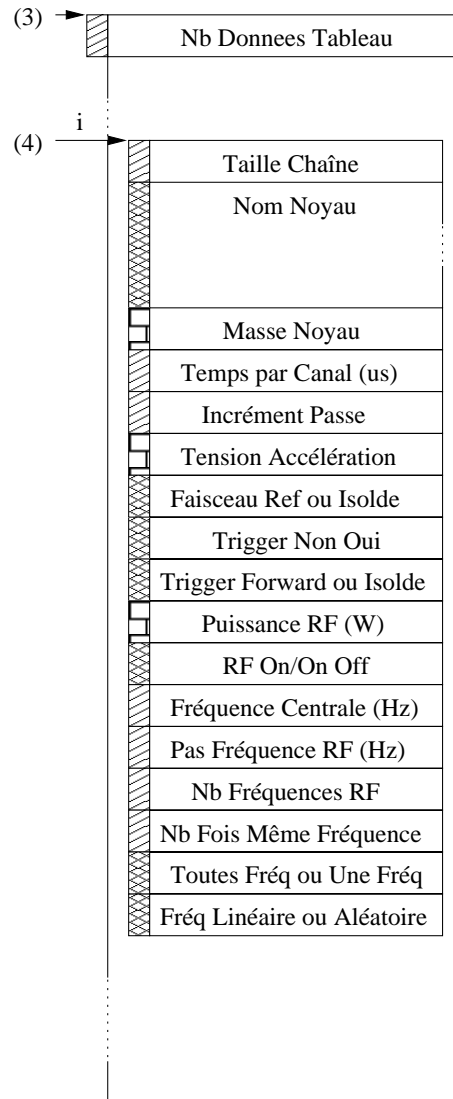 (3) Nb Donnees Tableau
i
(4) Taille Chaîne
Nom Noyau
Masse Noyau
Temps par Canal (us)
Incrément Passe
Tension Accélération
Faisceau Ref ou Isolde
Trigger Non Oui
Trigger Forward ou Isolde
Puissance RF (W)
RF On/On Off
Fréquence Centrale (Hz)
Pas Fréquence RF (Hz)
Nb Fréquences RF
Nb Fois Même Fréquence
Toutes Fréq ou Une Fréq
Fréq Linéaire ou Aléatoire